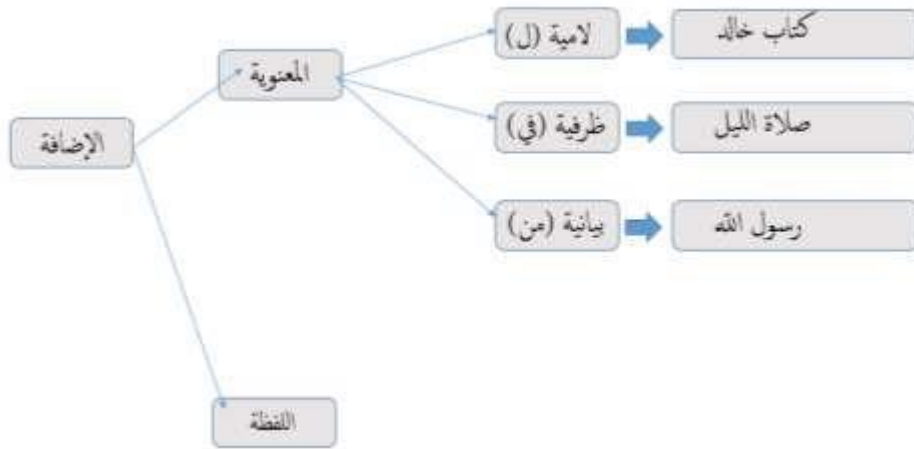 الإضافة
المعنوية
لامية (ل)
كتاب خالد
ظرفية (في)
صلاة الليل
بيانية (من)
رسول الله
اللفظة